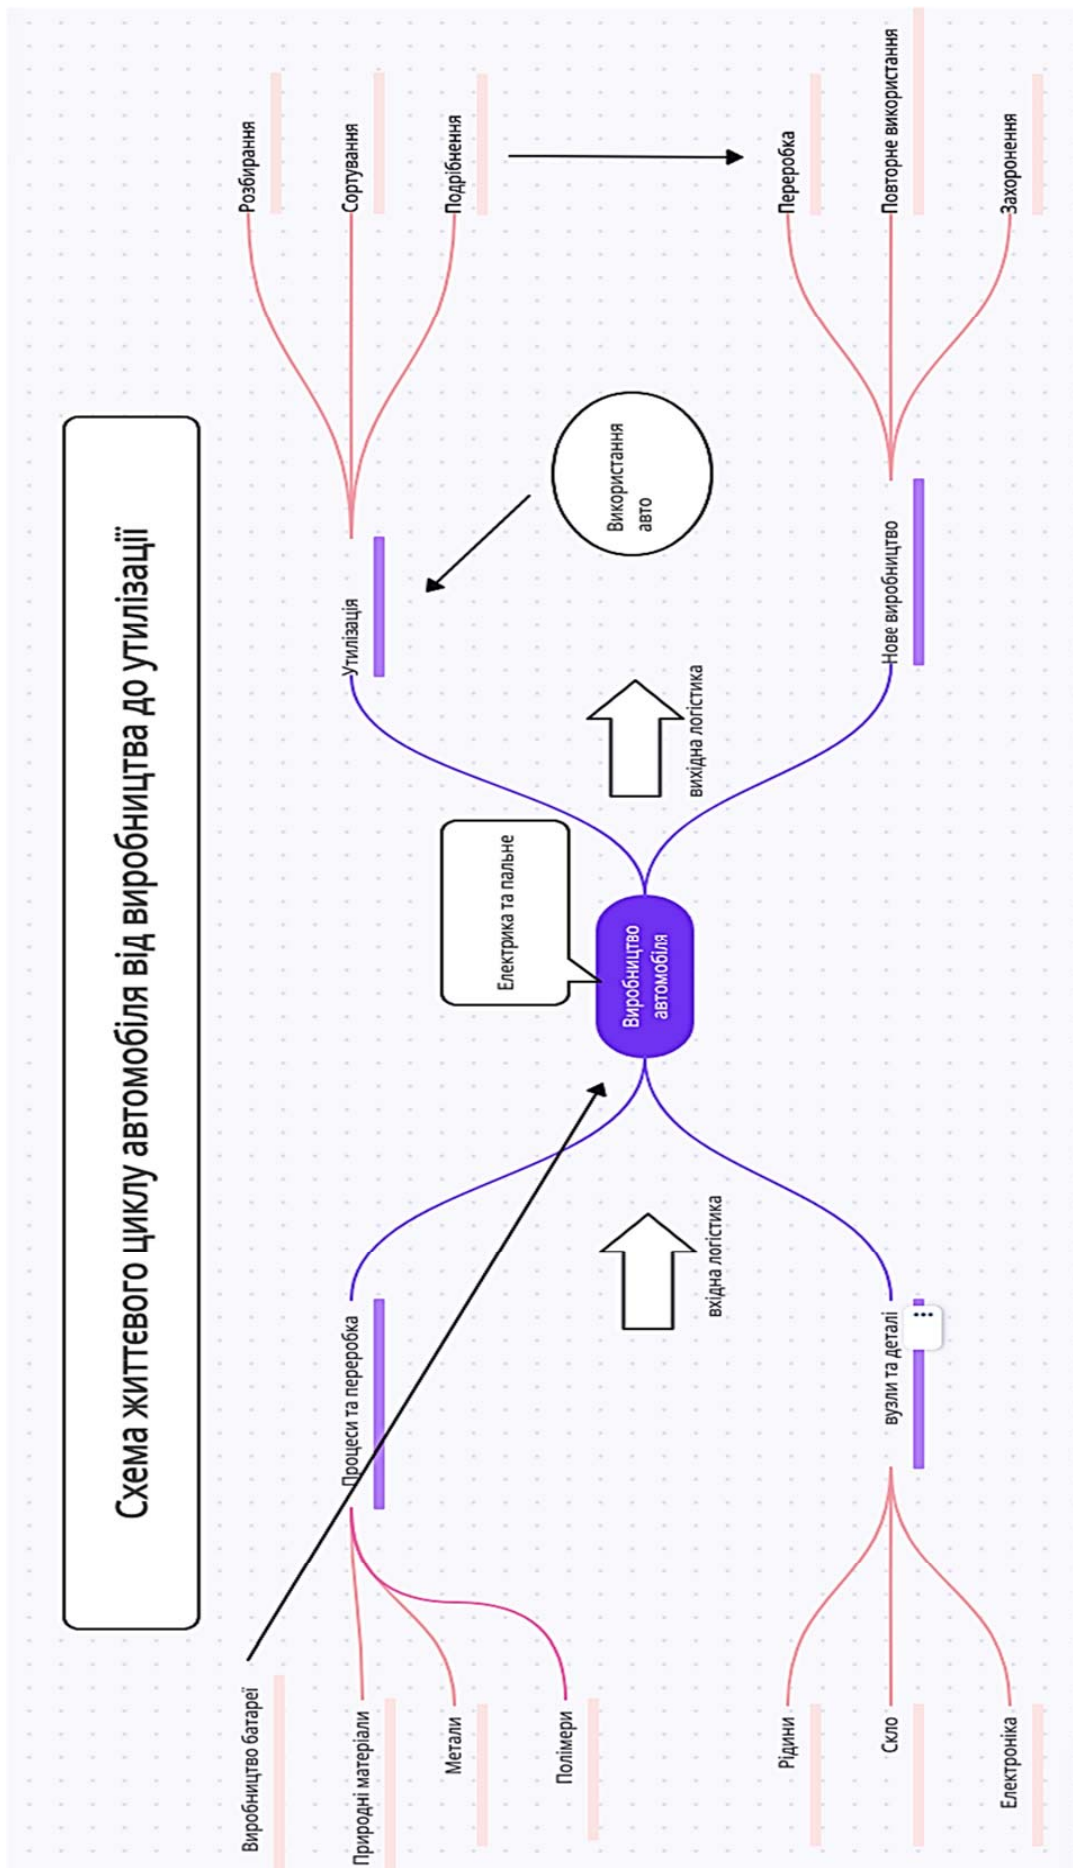 Схема життєвого циклу автомобіля від виробництва до утилізації
Виробництво батареї
Природні матеріали
Метали
Полімери
Процеси та переробка
Рідини
Скло
Електроніка
вузли та деталі
вхідна логістика
Електрика та пальне
Виробництво
автомобіля
вихідна логістика
Використання
авто
Утилізація
Розбирання
Сортування
Подрібнення
Нове виробництво
Переробка
Повторне використання
Захоронення